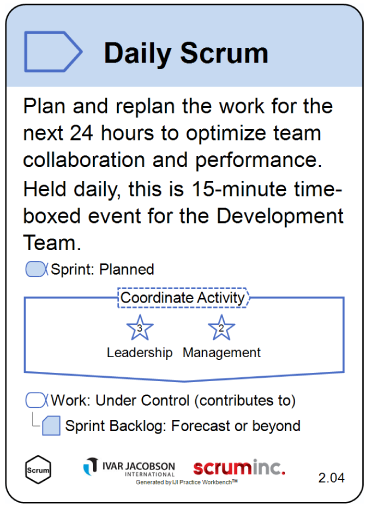 Daily Scrum
Plan and replan the work for the
next 24 hours to optimize team
collaboration and performance.
Held daily, this is 15-minute time-
boxed event for the Development
Team.
Sprint: Planned
Coordinate Activity
3 2
Leadership Management
Work: Under Control (contributes to)
Sprint Backlog: Forecast or beyond
Scrum
IVAR JACOBSON
INTERNATIONAL
scruminc.
Generated by UI Practice Workbench™
2.04